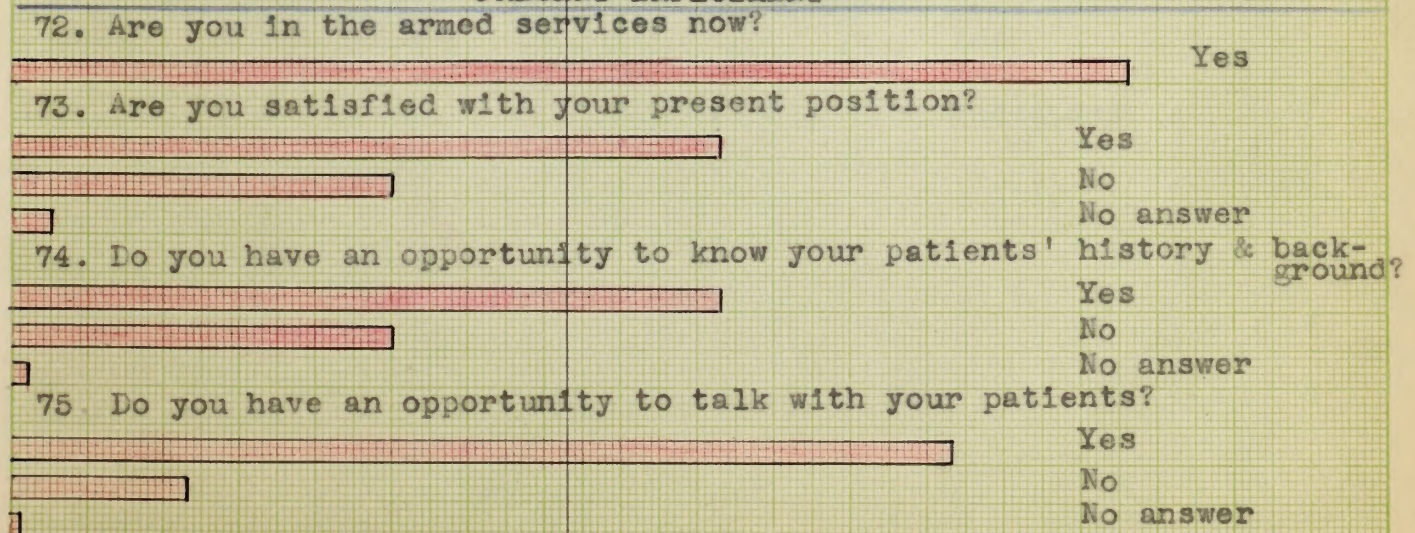 72. Are you in the armed services now?
Yes
73. Are you satisfied with your present position?
Yes
No
No answer
74. Do you have an opportunity to know your patients' history & back-
ground?
Yes
No
No answer
75 Do you have an opportunity to talk with your patients?
Yes
No
No answer